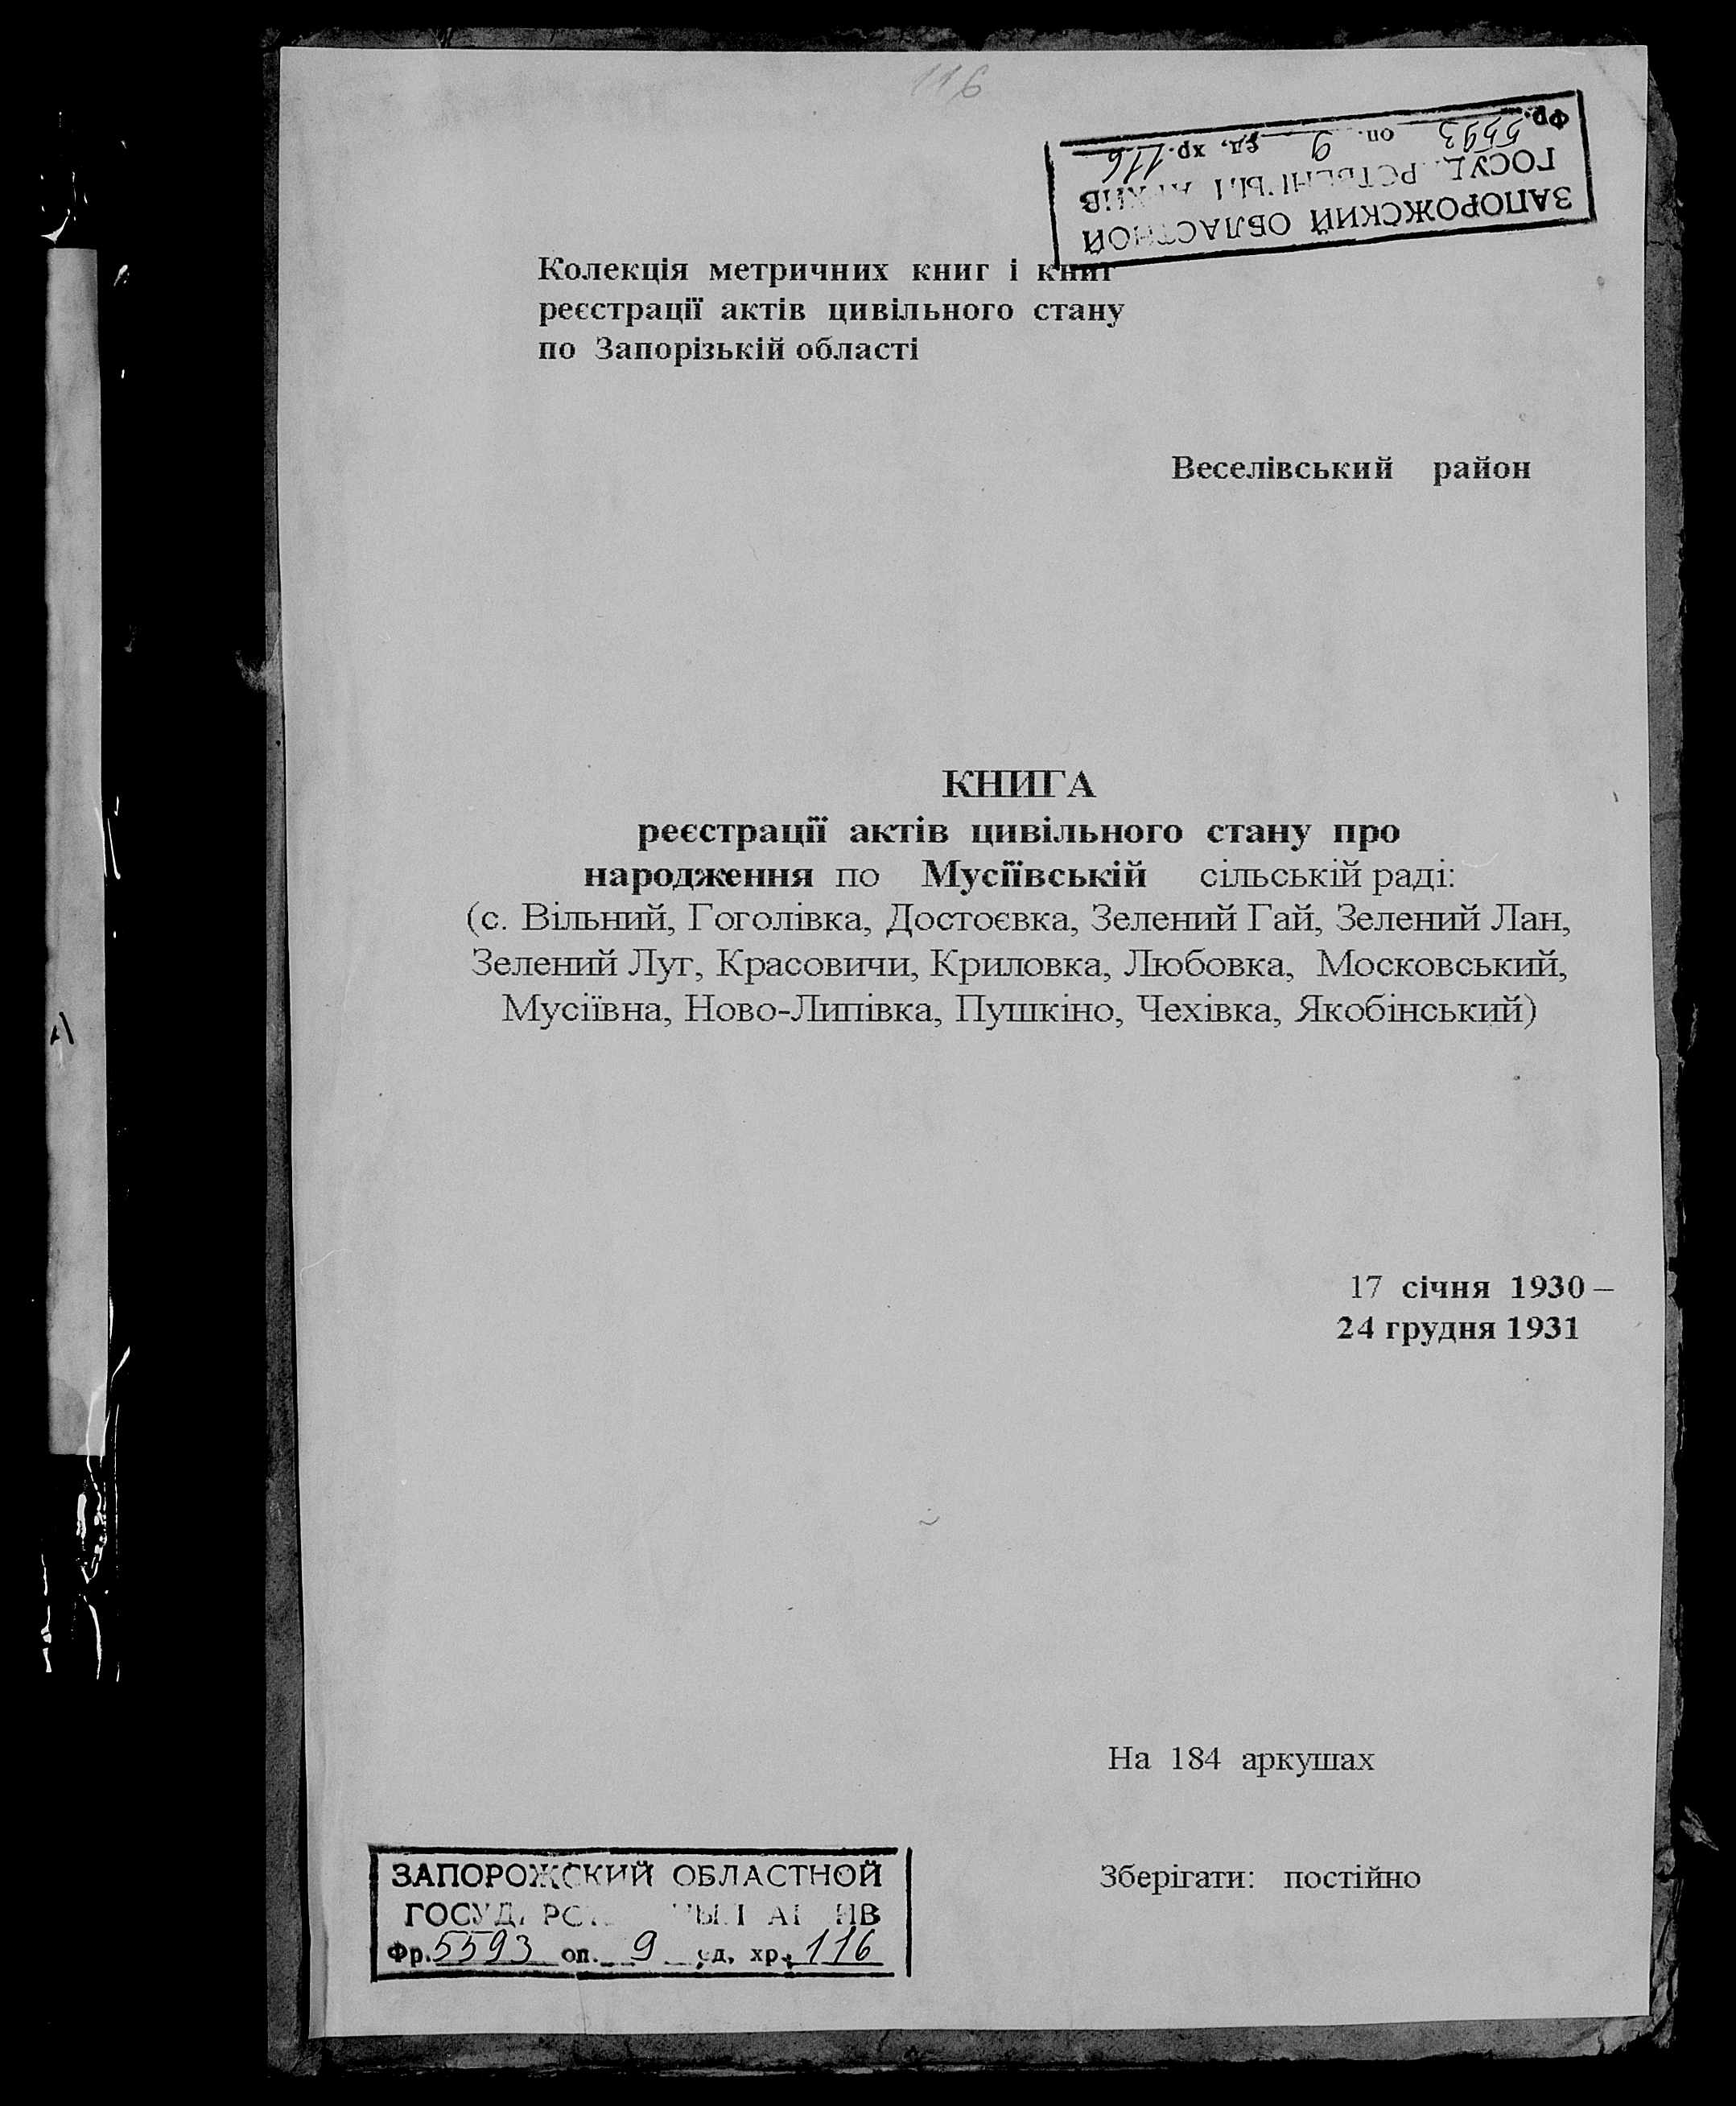 116
ЗАПОРОЖСКИЙ ОБЛАСТНОЙ
Фр. 5593 оп. 9 ед. хр. 116
Колекція метричних книг і книг
реєстрації актів цивільного стану
по Запорізькій області
Веселівський район
КНИГА
реєстрації актів цивільного стану про
народження по Мусіївській сільській раді:
(с. Вільний, Гоголівка, Достоєвка, Зелений Гай, Зелений Лан,
Зелений Луг, Красовичи, Криловка, Любовка, Московський,
Мусіївна, Ново-Липівка, Пушкіно, Чехівка, Якобінський)
17 січня 1930 –
24 грудня 1931
На 184 аркушах
Зберігати: постійно
ЗАПОРОЖСКИЙ ОБЛАСТНОЙ
Фр. 5593 оп. 9 ед. хр. 116